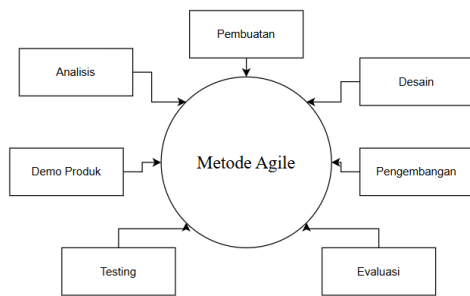 Pembuatan
Analisis
Desain
Demo Produk
Metode Agile
Pengembangan
Testing
Evaluasi